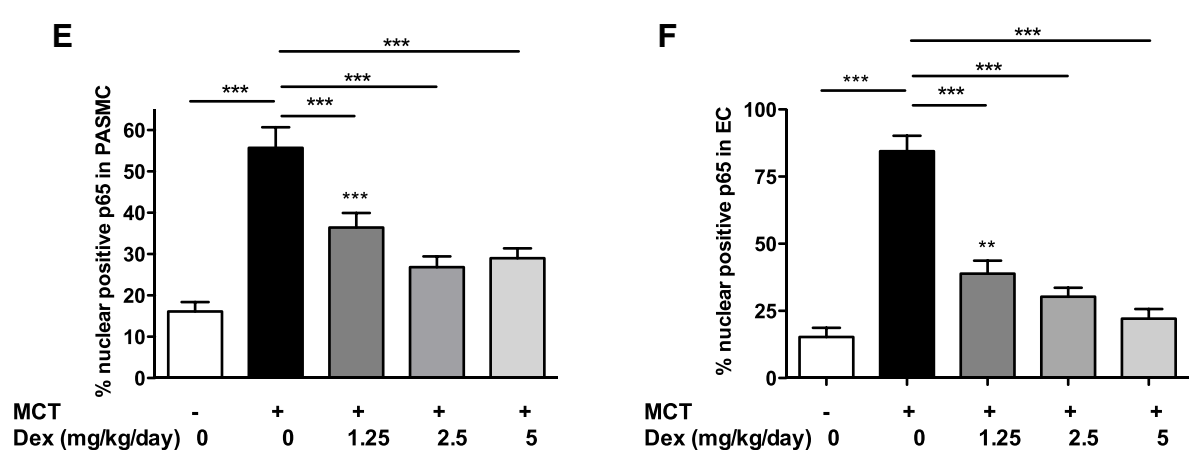 E
***
***
***
***
***
% nuclear positive p65 in PASMC
60
50
40
30
20
10
0
MCT - + + + +
Dex (mg/kg/day) 0 0 1.25 2.5 5
F
***
***
***
***
**
% nuclear positive p65 in EC
100
75
50
25
0
MCT - + + + +
Dex (mg/kg/day) 0 0 1.25 2.5 5